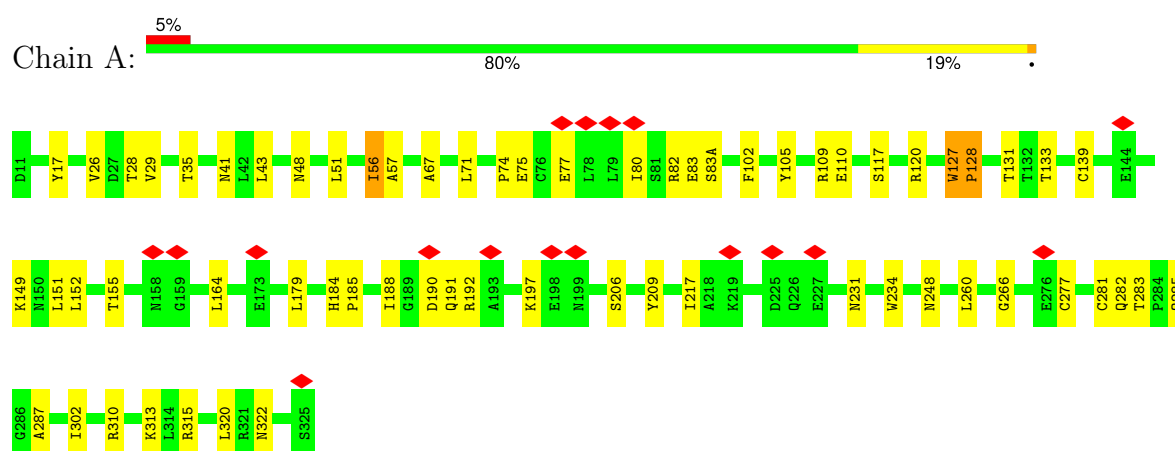 5%
Chain A:
80% 19% •
D11 Y17 V26 D27 T28 V29 T35 N41 L42 L43 N48 L51 I56 A57 A67 L71 P74 E75 C76 E77 L78 L79 I80 S81 R82 E83 S83A F102 Y105 R109 E110 S117 R120 W127 P128 T131 T132 T133 C139 E144
K149 N150 L151 L152 T155 N158 G159 L164 E173 L179 H184 P185 I188 G189 D190 Q191 R192 A193 K197 E198 N199 S206 Y209 I217 A218 K219 D225 Q226 E227 N231 W234 N248 L260 G266 E276 C277 C281 Q282 T283 P284
G286 A287 I302 R310 K313 L314 R315 L320 R321 N322 S325